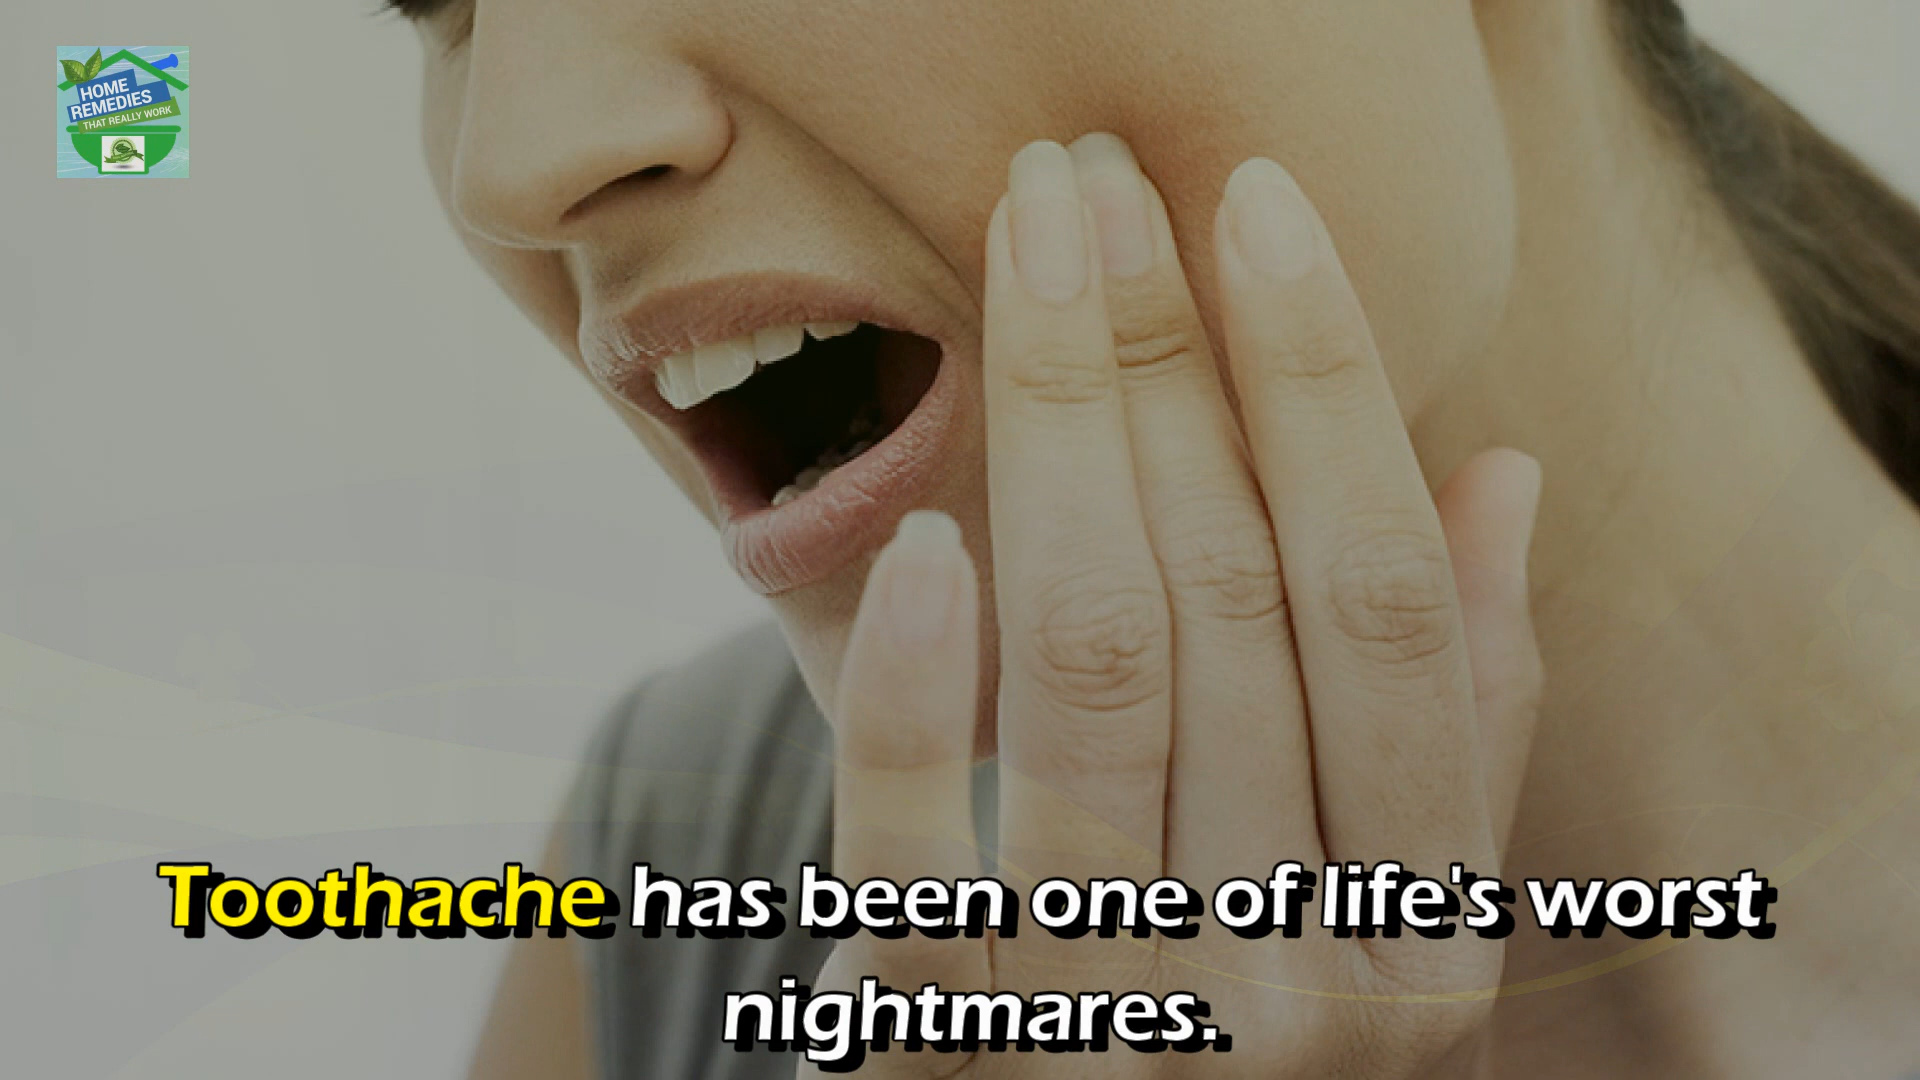 HOME
REMEDIES
THAT REALLY WORK
Toothache has been one of life's worst
nightmares.